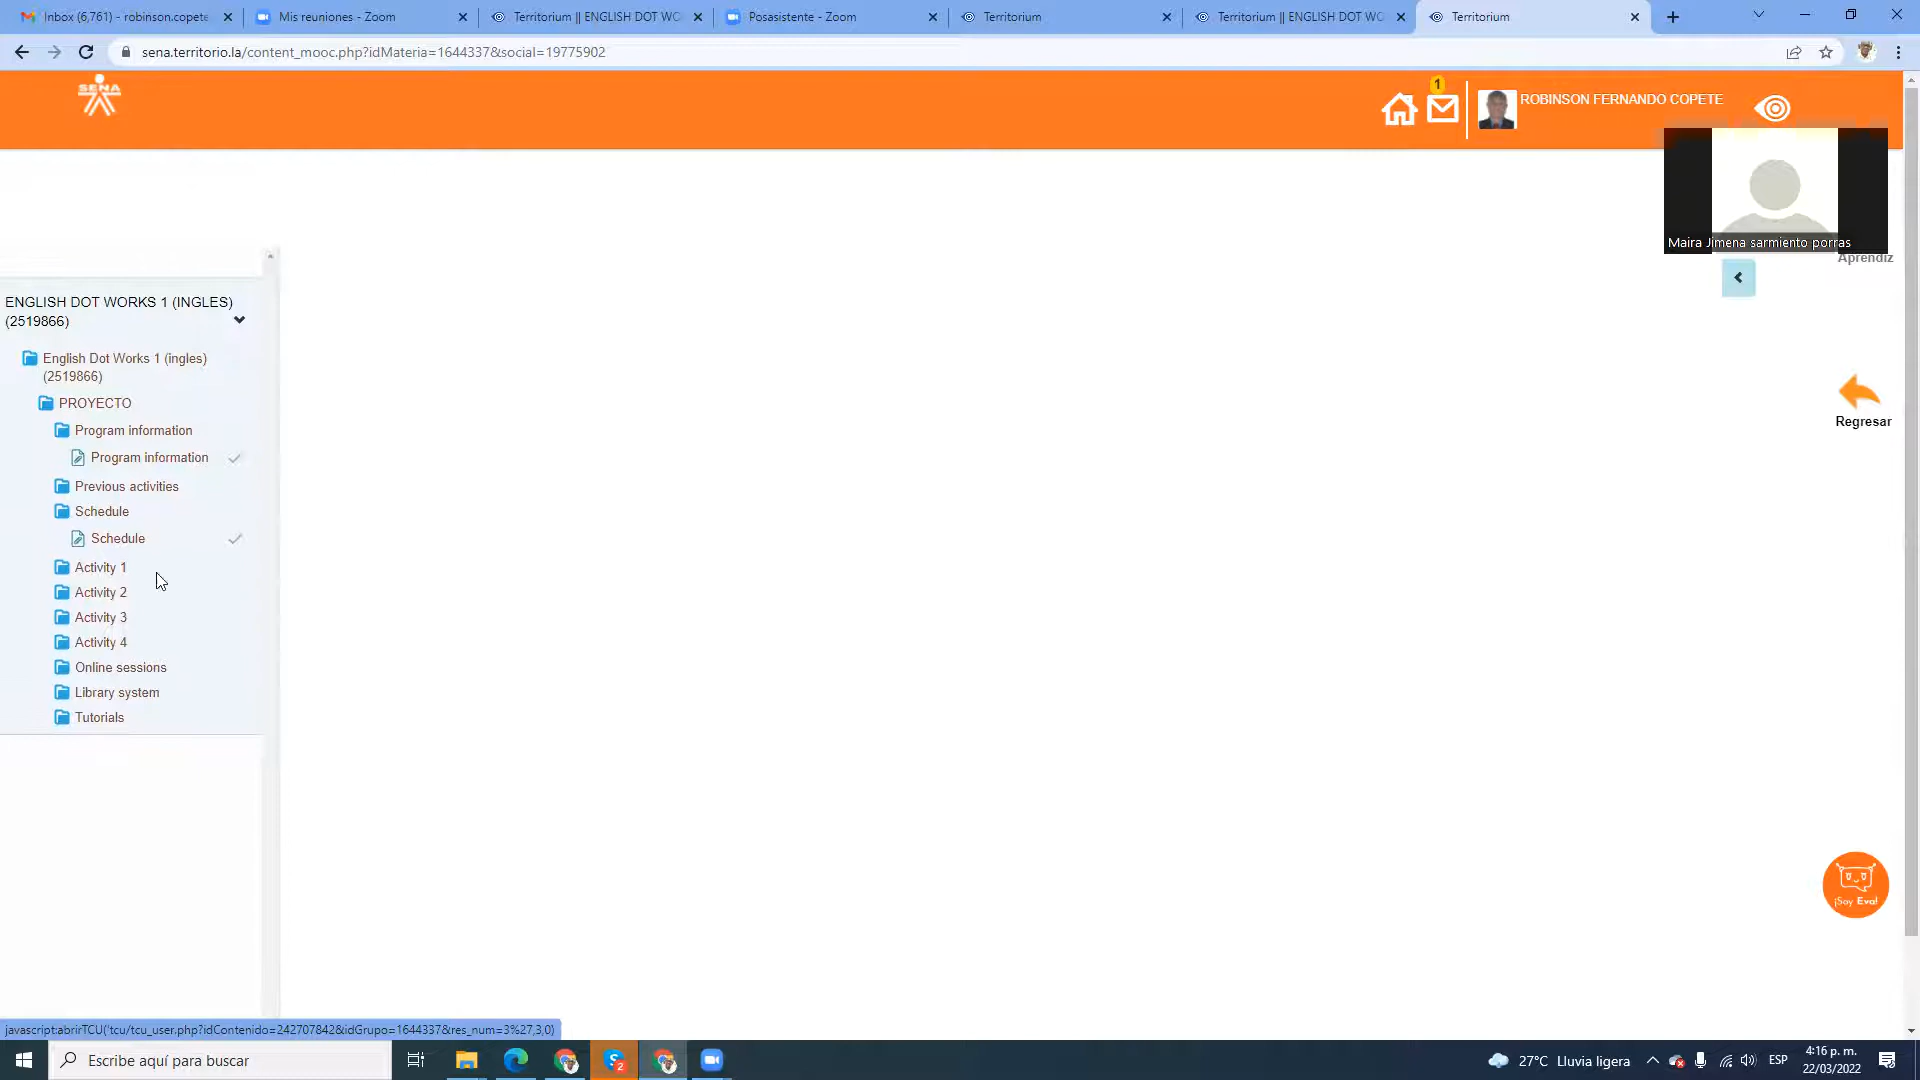 Inbox (6,761) - robinson.copete
Mis reuniones - Zoom
Territorium || ENGLISH DOT WO
Posasistente - Zoom
Territorium
Territorium || ENGLISH DOT WO
Territorium
sena.territorio.la/content_mooc.php?idMateria=1644337&social=19775902
SENA
1
ROBINSON FERNANDO COPETE
Maira Jimena sarmiento porras
Aprendiz
ENGLISH DOT WORKS 1 (INGLES)
(2519866)
English Dot Works 1 (ingles)
(2519866)
PROYECTO
Program information
Program information
Previous activities
Schedule
Schedule
Activity 1
Activity 2
Activity 3
Activity 4
Online sessions
Library system
Tutorials
Regresar
¡Soy Eva!
javascript:abrirTCU('tcu/tcu_user.php?idContenido=242707842&idGrupo=1644337&res_num=3%27,3,0)
Escribe aquí para buscar
2
27°C Lluvia ligera
ESP
4:16 p. m.
22/03/2022